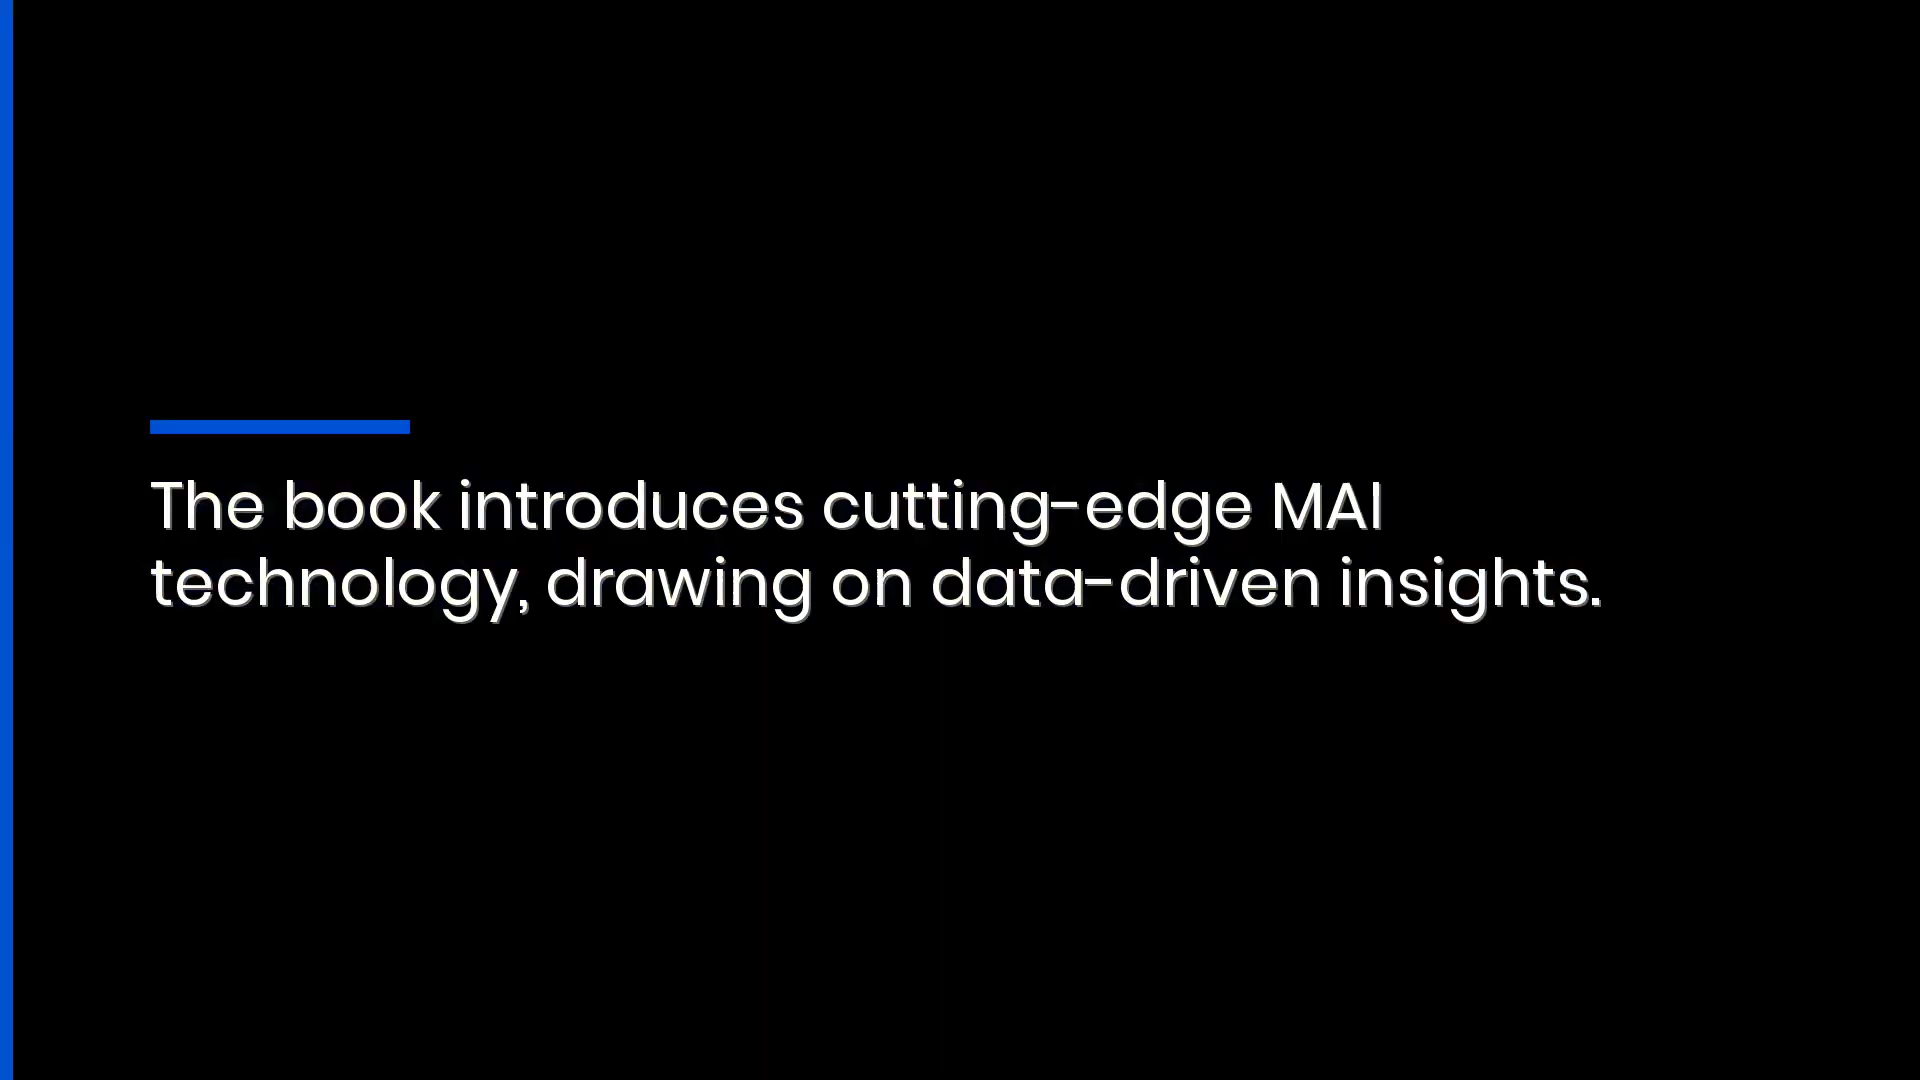 The book introduces cutting-edge MAI
technology, drawing on data-driven insights.